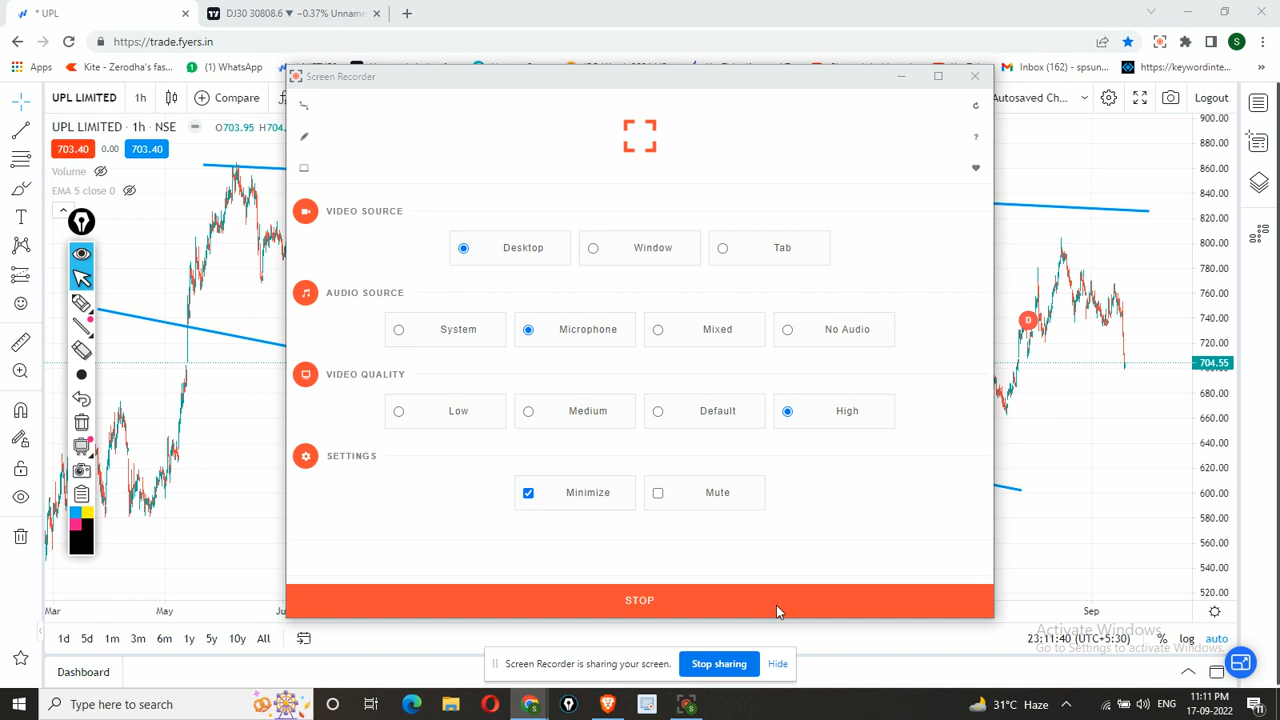 * UPL
DJ30 30808.6 ▼ −0.37% Unname
https://trade.fyers.in
Apps
Kite - Zerodha's fas...
(1) WhatsApp
Inbox (162) - spsun...
https://keywordinte...
Screen Recorder
UPL LIMITED
1h
Compare
Autosaved Ch...
Logout
UPL LIMITED · 1h · NSE
O703.95 H704.
703.40
0.00
703.40
Volume
EMA 5 close 0
VIDEO SOURCE
Desktop
Window
Tab
AUDIO SOURCE
System
Microphone
Mixed
No Audio
VIDEO QUALITY
Low
Medium
Default
High
SETTINGS
Minimize
Mute
STOP
D
900.00
880.00
860.00
840.00
820.00
800.00
780.00
760.00
740.00
720.00
704.55
680.00
660.00
640.00
620.00
600.00
580.00
560.00
540.00
520.00
Mar
May
Sep
1d
5d
1m
3m
6m
1y
5y
10y
All
23:11:40 (UTC+5:30)
%
log
auto
Activate Windows
Go to Settings to activate Windows.
Screen Recorder is sharing your screen.
Stop sharing
Hide
Dashboard
Type here to search
31°C Haze
ENG
11:11 PM
17-09-2022